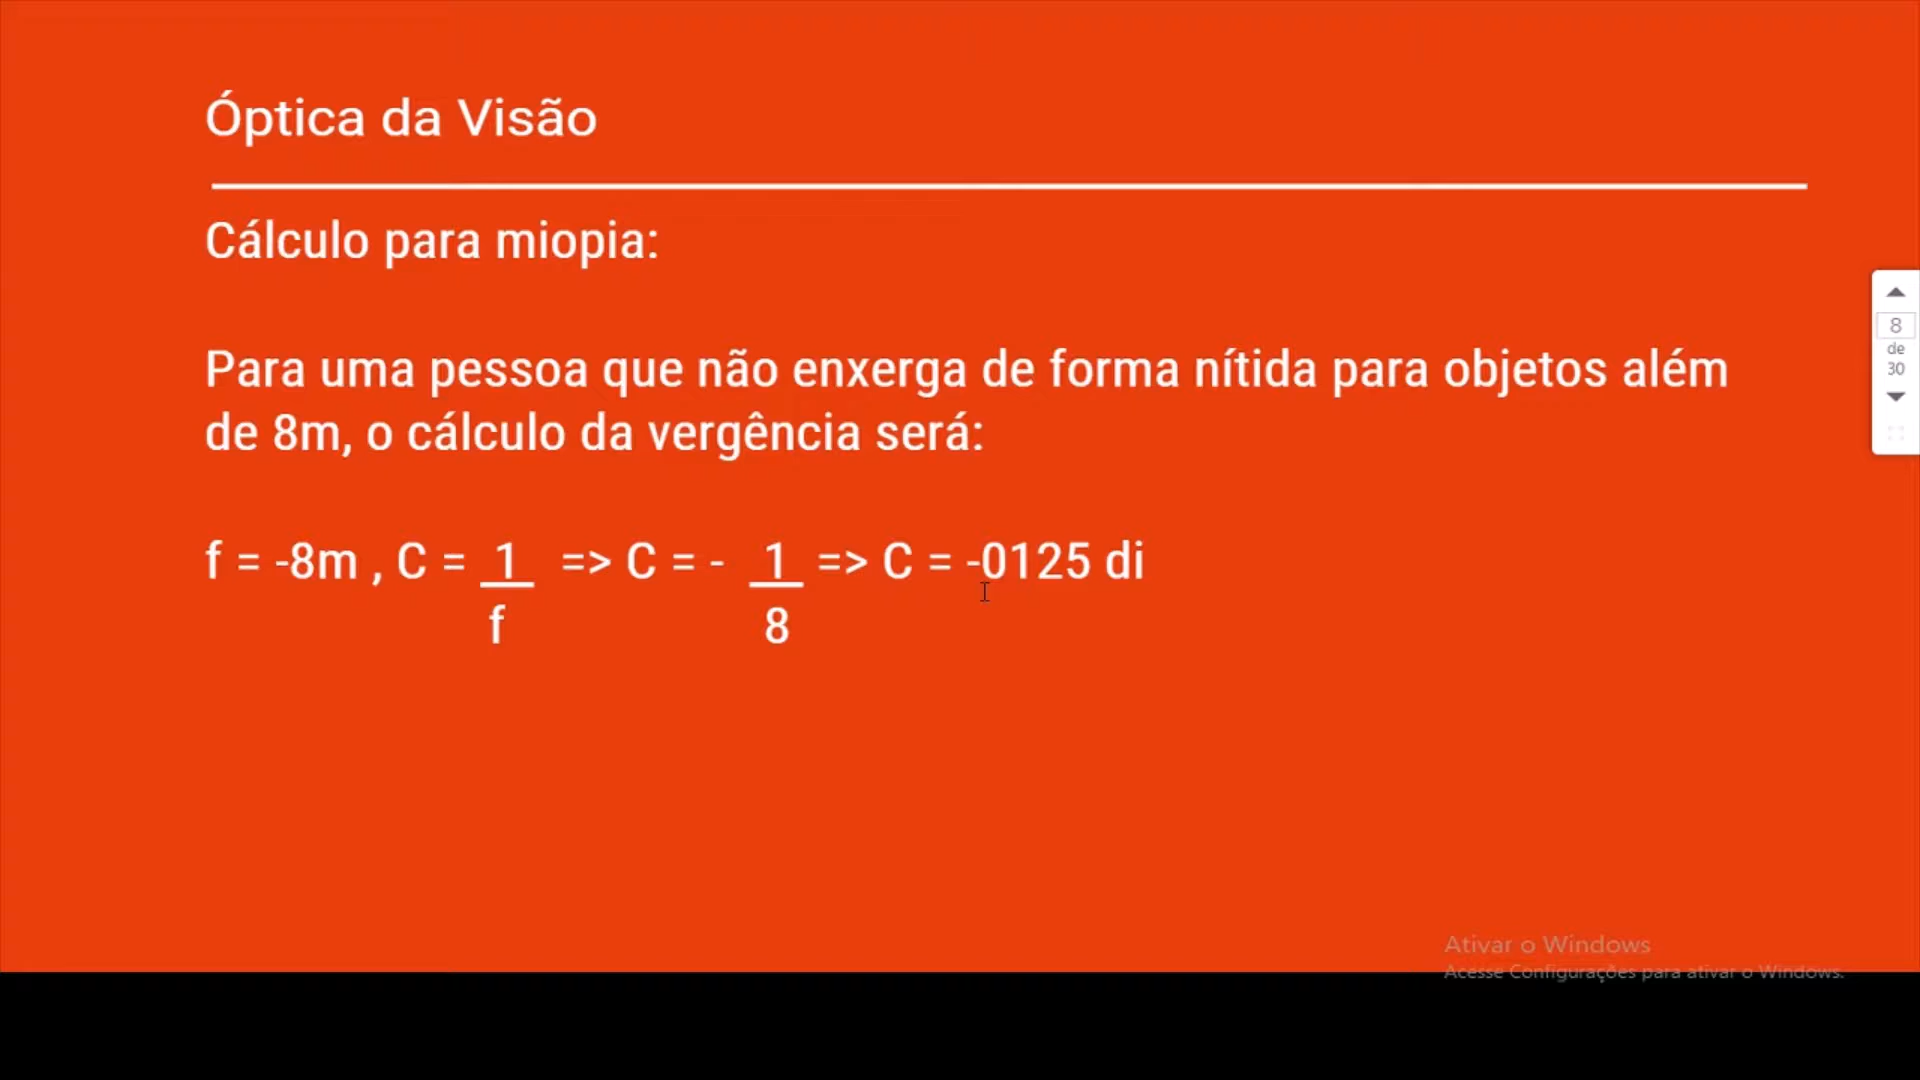 Óptica da Visão
Cálculo para miopia:
Para uma pessoa que não enxerga de forma nítida para objetos além
de 8m, o cálculo da vergência será:
f = -8m , C = 1 => C = - 1 => C = -0125 di
f 8
8
de
30
Ativar o Windows
Acesse Configurações para ativar o Windows.